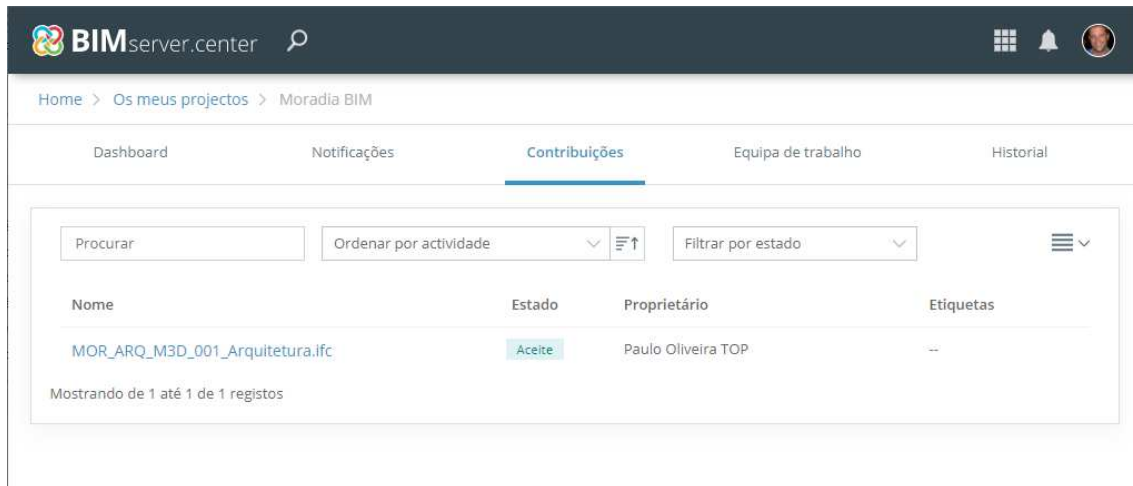 BIMserver.center
Home > Os meus projectos > Moradia BIM
Dashboard Notificações Contribuições Equipa de trabalho Historial
Procurar Ordenar por actividade Filtrar por estado
Nome Estado Proprietário Etiquetas
MOR_ARQ_M3D_001_Arquitetura.ifc Aceite Paulo Oliveira TOP --
Mostrando de 1 até 1 de 1 registos